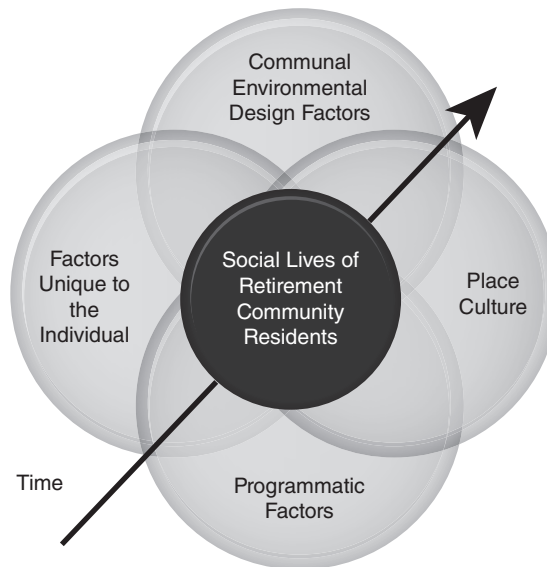 Communal
Environmental
Design Factors
Factors
Unique to
the
Individual
Social Lives of
Retirement
Community
Residents
Place
Culture
Time
Programmatic
Factors